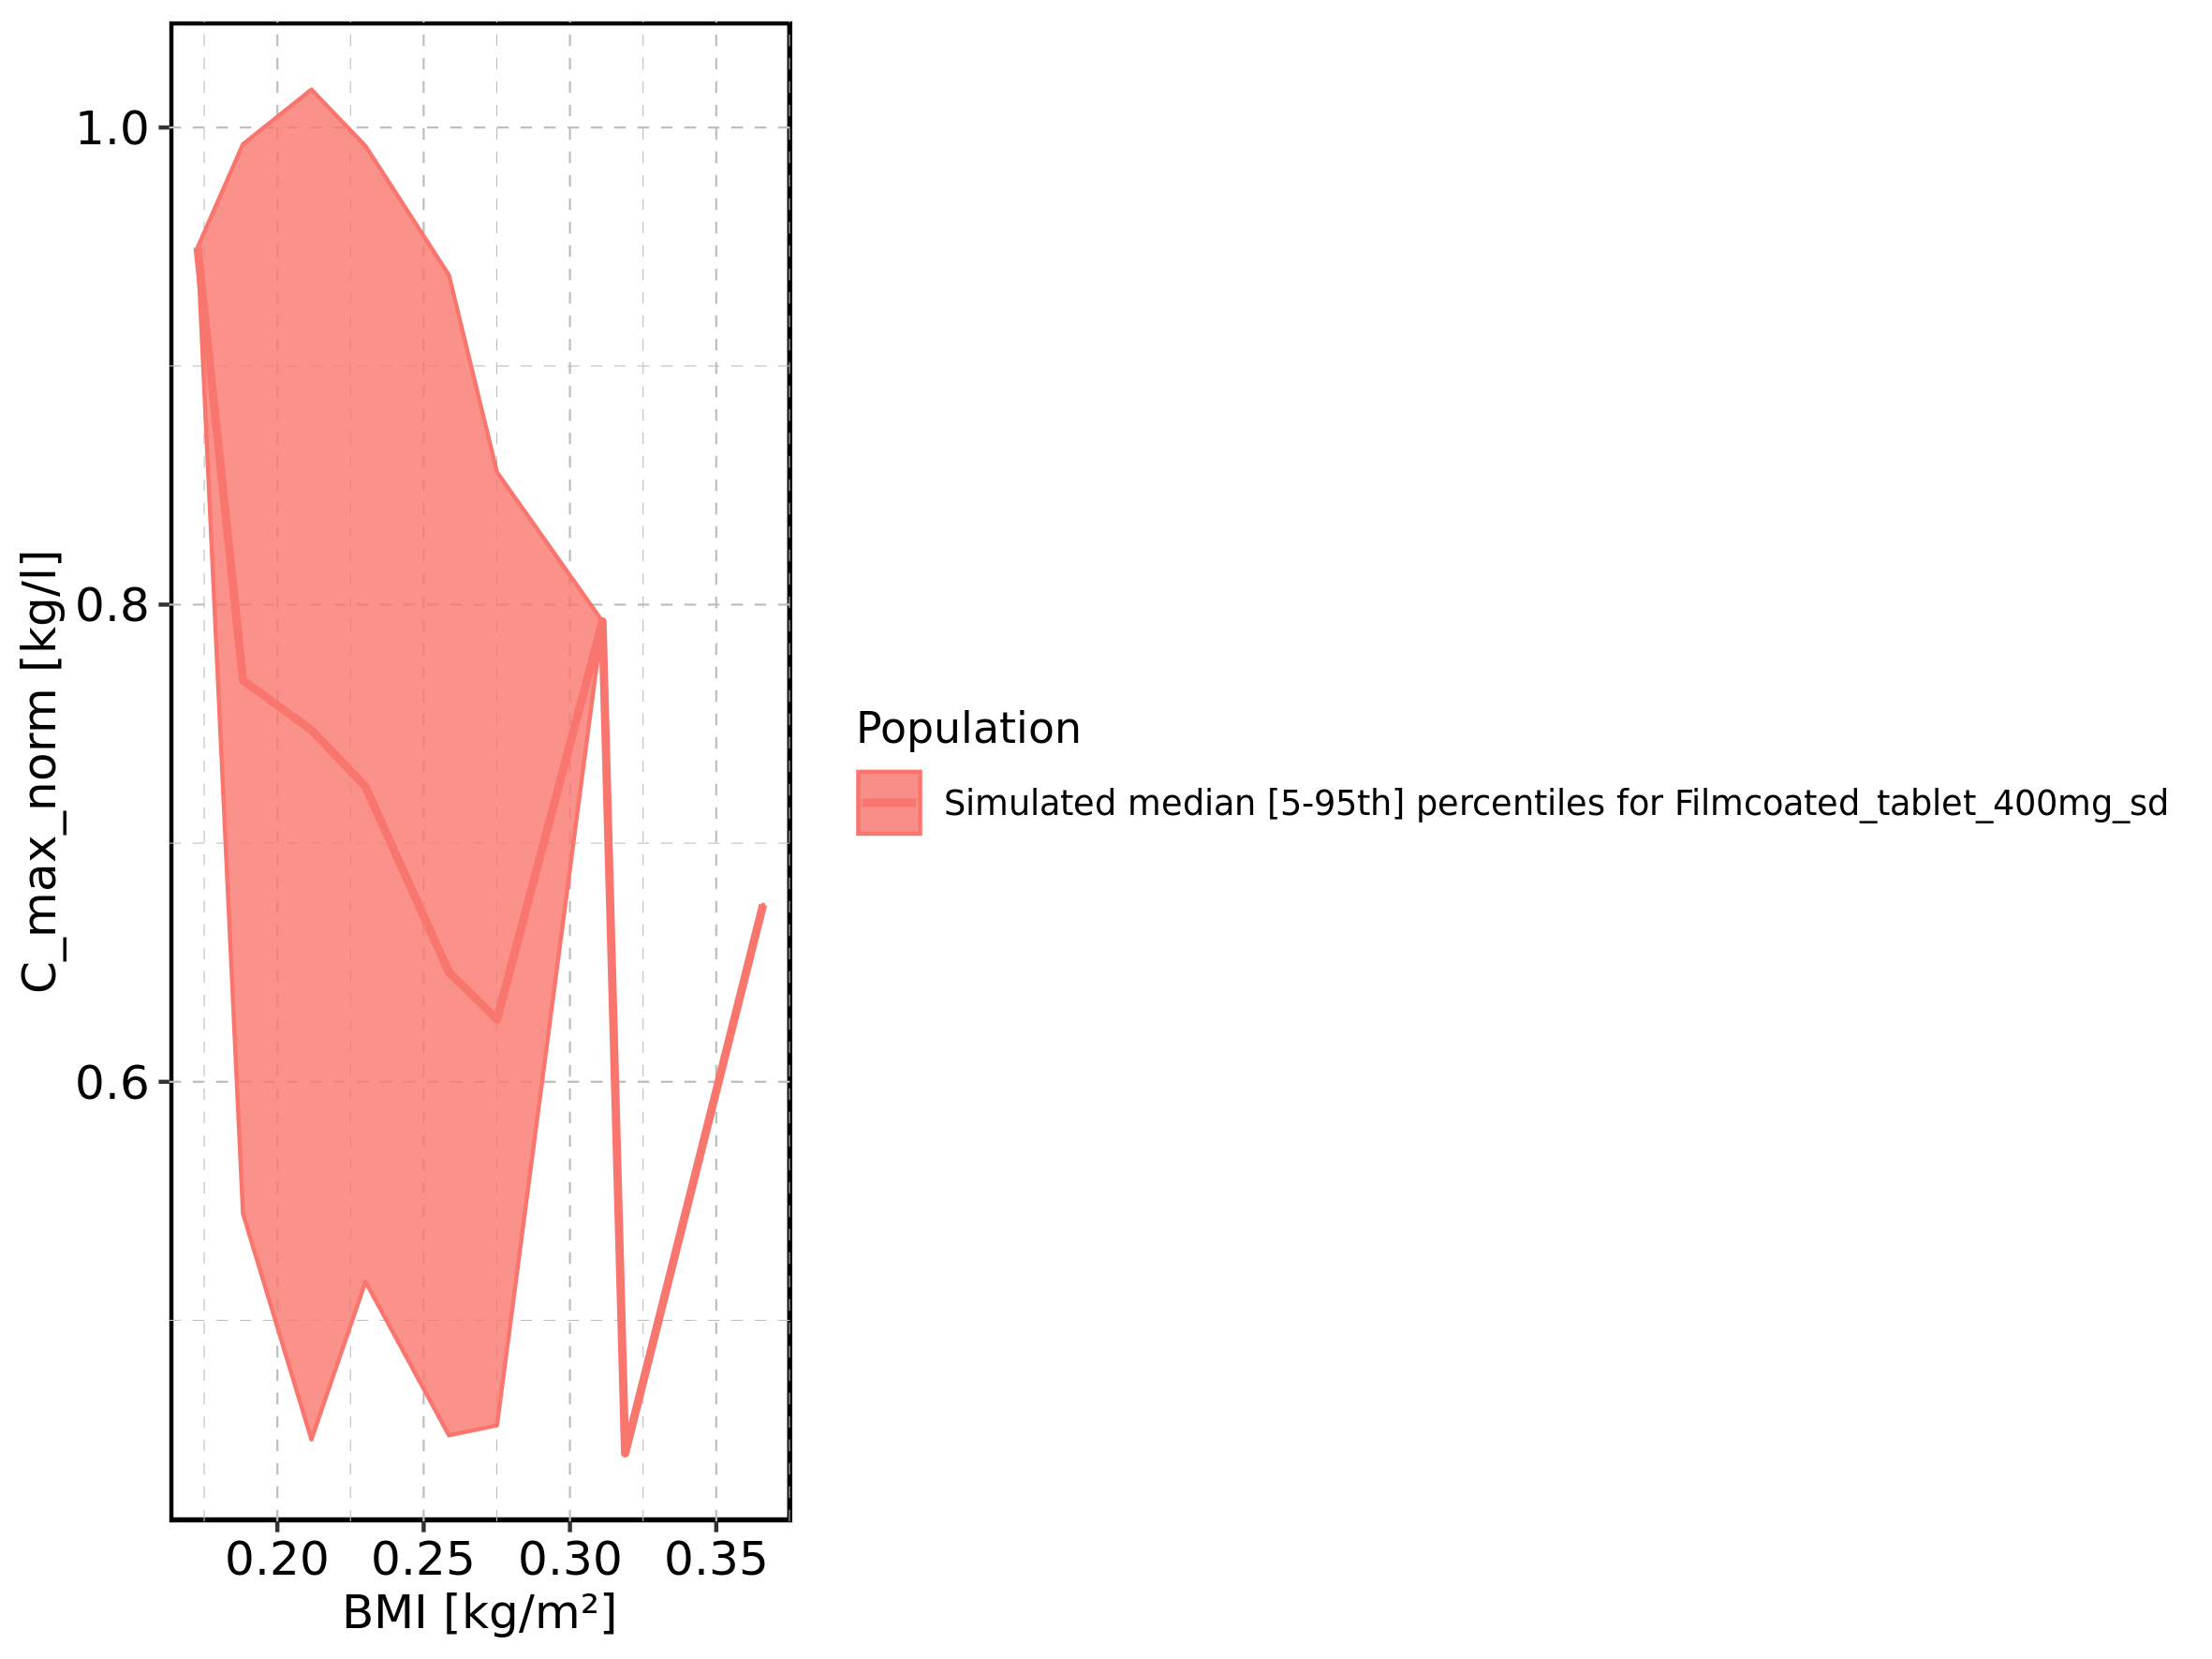 1.0
0.8
0.6
C_max_norm [kg/l]
0.20 0.25 0.30 0.35
BMI [kg/m²]
Population
Simulated median [5-95th] percentiles for Filmcoated_tablet_400mg_sd